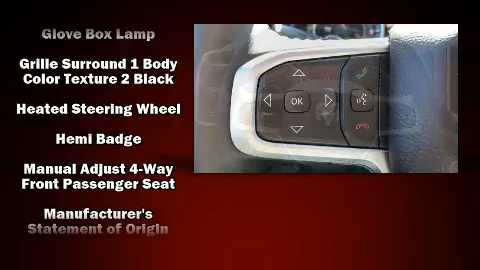 Glove Box Lamp
Grille Surround 1 Body
Color Texture 2 Black
Heated Steering Wheel
Hemi Badge
Manual Adjust 4-Way
Front Passenger Seat
Manufacturer's
Statement of Origin
OK